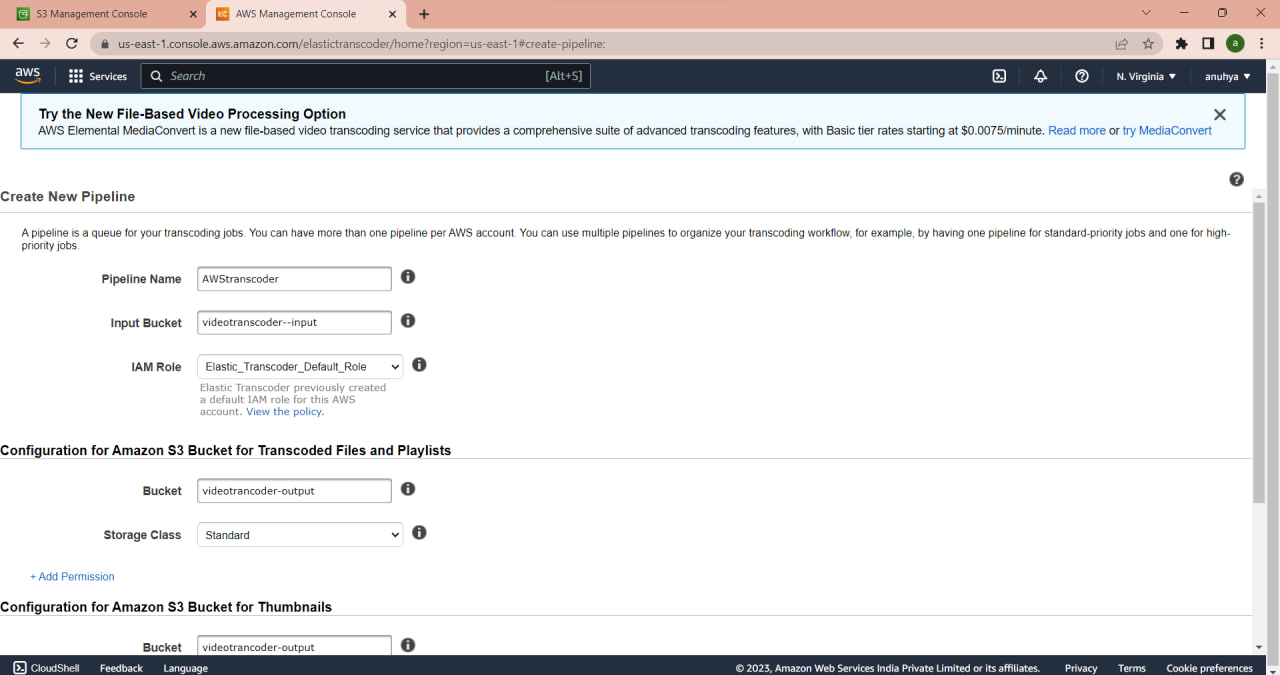 S3 Management Console
AWS Management Console
us-east-1.console.aws.amazon.com/elastictranscoder/home?region=us-east-1#create-pipeline:
a
aws Services Search [Alt+S] N. Virginia anuhya
Try the New File-Based Video Processing Option
AWS Elemental MediaConvert is a new file-based video transcoding service that provides a comprehensive suite of advanced transcoding features, with Basic tier rates starting at $0.0075/minute. Read more or try MediaConvert
Create New Pipeline
A pipeline is a queue for your transcoding jobs. You can have more than one pipeline per AWS account. You can use multiple pipelines to organize your transcoding workflow, for example, by having one pipeline for standard-priority jobs and one for high-
priority jobs.
Pipeline Name AWStranscoder
Input Bucket videotranscoder--input
IAM Role Elastic_Transcoder_Default_Role
Elastic Transcoder previously created
a default IAM role for this AWS
account. View the policy.
Configuration for Amazon S3 Bucket for Transcoded Files and Playlists
Bucket videotrancoder-output
Storage Class Standard
+ Add Permission
Configuration for Amazon S3 Bucket for Thumbnails
Bucket videotrancoder-output
CloudShell Feedback Language © 2023, Amazon Web Services India Private Limited or its affiliates. Privacy Terms Cookie preferences